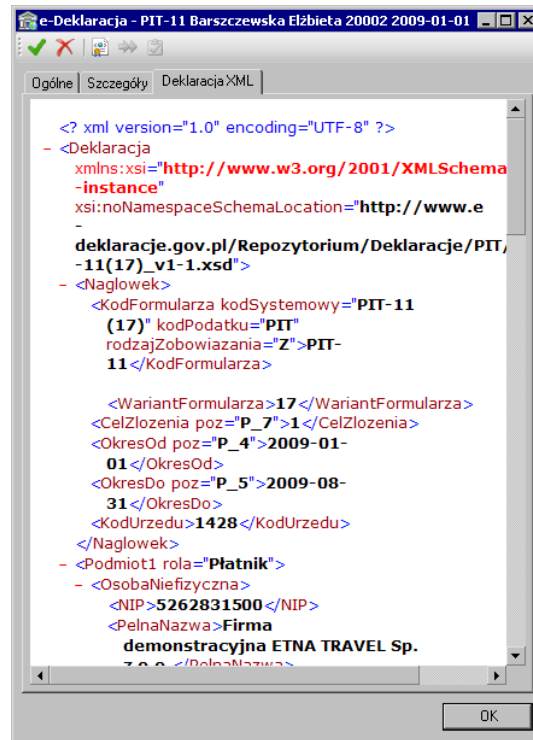 e-Deklaracja - PIT-11 Barszczewska Elżbieta 20002 2009-01-01
Ogólne Szczegóły Deklaracja XML
<? xml version="1.0" encoding="UTF-8" ?>
– <Deklaracja
xmlns:xsi="http://www.w3.org/2001/XMLSchema
-instance"
xsi:noNamespaceSchemaLocation="http://www.e
-
deklaracje.gov.pl/Repozytorium/Deklaracje/PIT/
-11(17)_v1-1.xsd">
– <Naglowek>
<KodFormularza kodSystemowy="PIT-11
(17)" kodPodatku="PIT"
rodzajZobowiazania="Z">PIT-
11</KodFormularza>
<WariantFormularza>17</WariantFormularza>
<CelZlozenia poz="P_7">1</CelZlozenia>
<OkresOd poz="P_4">2009-01-
01</OkresOd>
<OkresDo poz="P_5">2009-08-
31</OkresDo>
<KodUrzedu>1428</KodUrzedu>
</Naglowek>
– <Podmiot1 rola="Płatnik">
– <OsobaNiefizyczna>
<NIP>5262831500</NIP>
<PelnaNazwa>Firma
demonstracyjna ETNA TRAVEL Sp.
z o.o.</PelnaNazwa>
OK